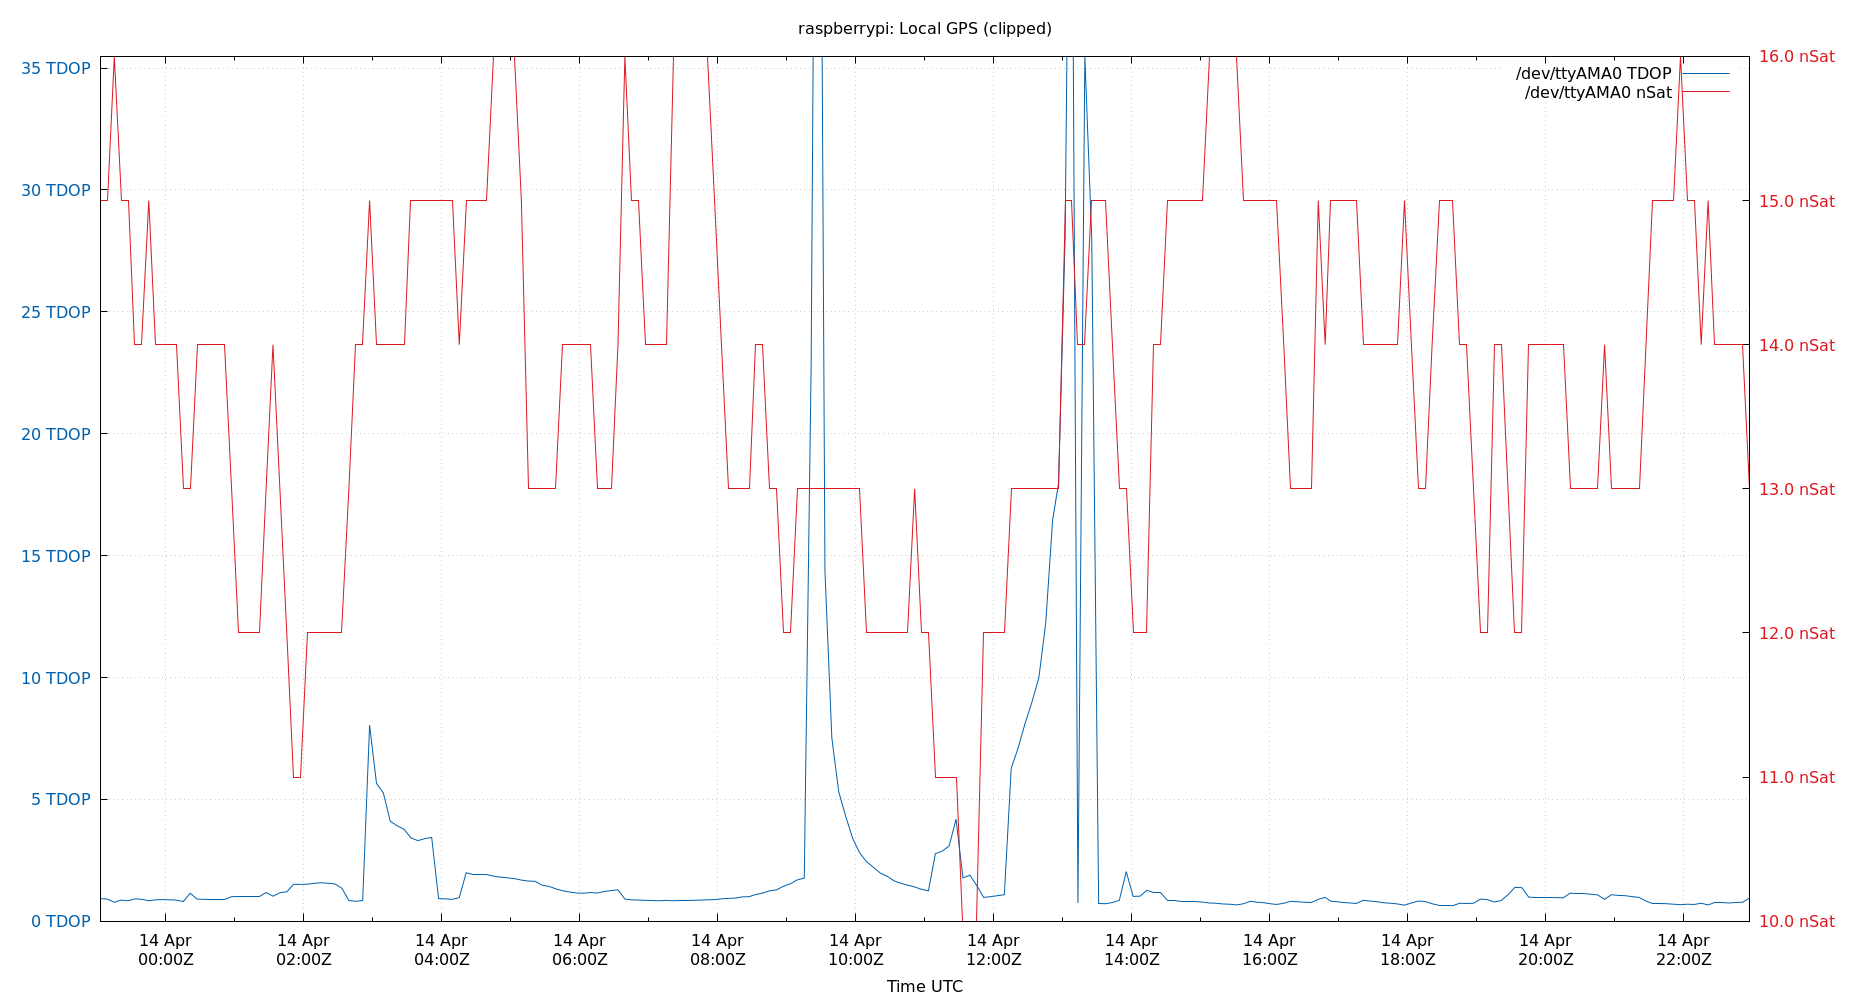 raspberrypi: Local GPS (clipped)
35 TDOP
30 TDOP
25 TDOP
20 TDOP
15 TDOP
10 TDOP
5 TDOP
0 TDOP
/dev/ttyAMA0 TDOP
/dev/ttyAMA0 nSat
16.0 nSat
15.0 nSat
14.0 nSat
13.0 nSat
12.0 nSat
11.0 nSat
10.0 nSat
14 Apr
00:00Z
14 Apr
02:00Z
14 Apr
04:00Z
14 Apr
06:00Z
14 Apr
08:00Z
14 Apr
10:00Z
14 Apr
12:00Z
14 Apr
14:00Z
14 Apr
16:00Z
14 Apr
18:00Z
14 Apr
20:00Z
14 Apr
22:00Z
Time UTC